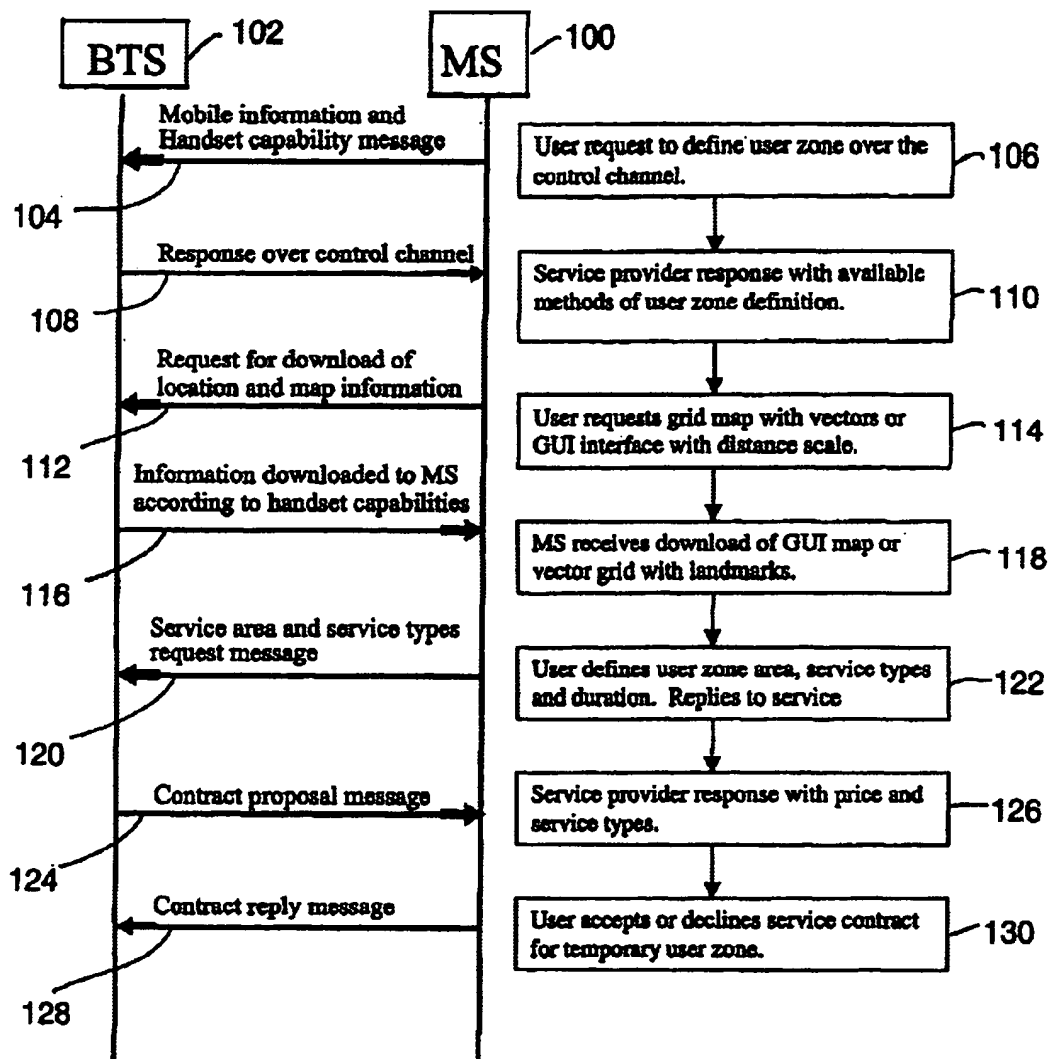 BTS
102
MS
100
Mobile information and
Handset capability message
104
User request to define user zone over the
control channel.
106
Response over control channel
108
Service provider response with available
methods of user zone definition.
110
Request for download of
location and map information
112
User requests grid map with vectors or
GUI interface with distance scale.
114
Information downloaded to MS
according to handset capabilities
116
MS receives download of GUI map or
vector grid with landmarks.
118
Service area and service types
request message
120
User defines user zone area, service types
and duration. Replies to service
122
Contract proposal message
124
Service provider response with price and
service types.
126
Contract reply message
128
User accepts or declines service contract
for temporary user zone.
130